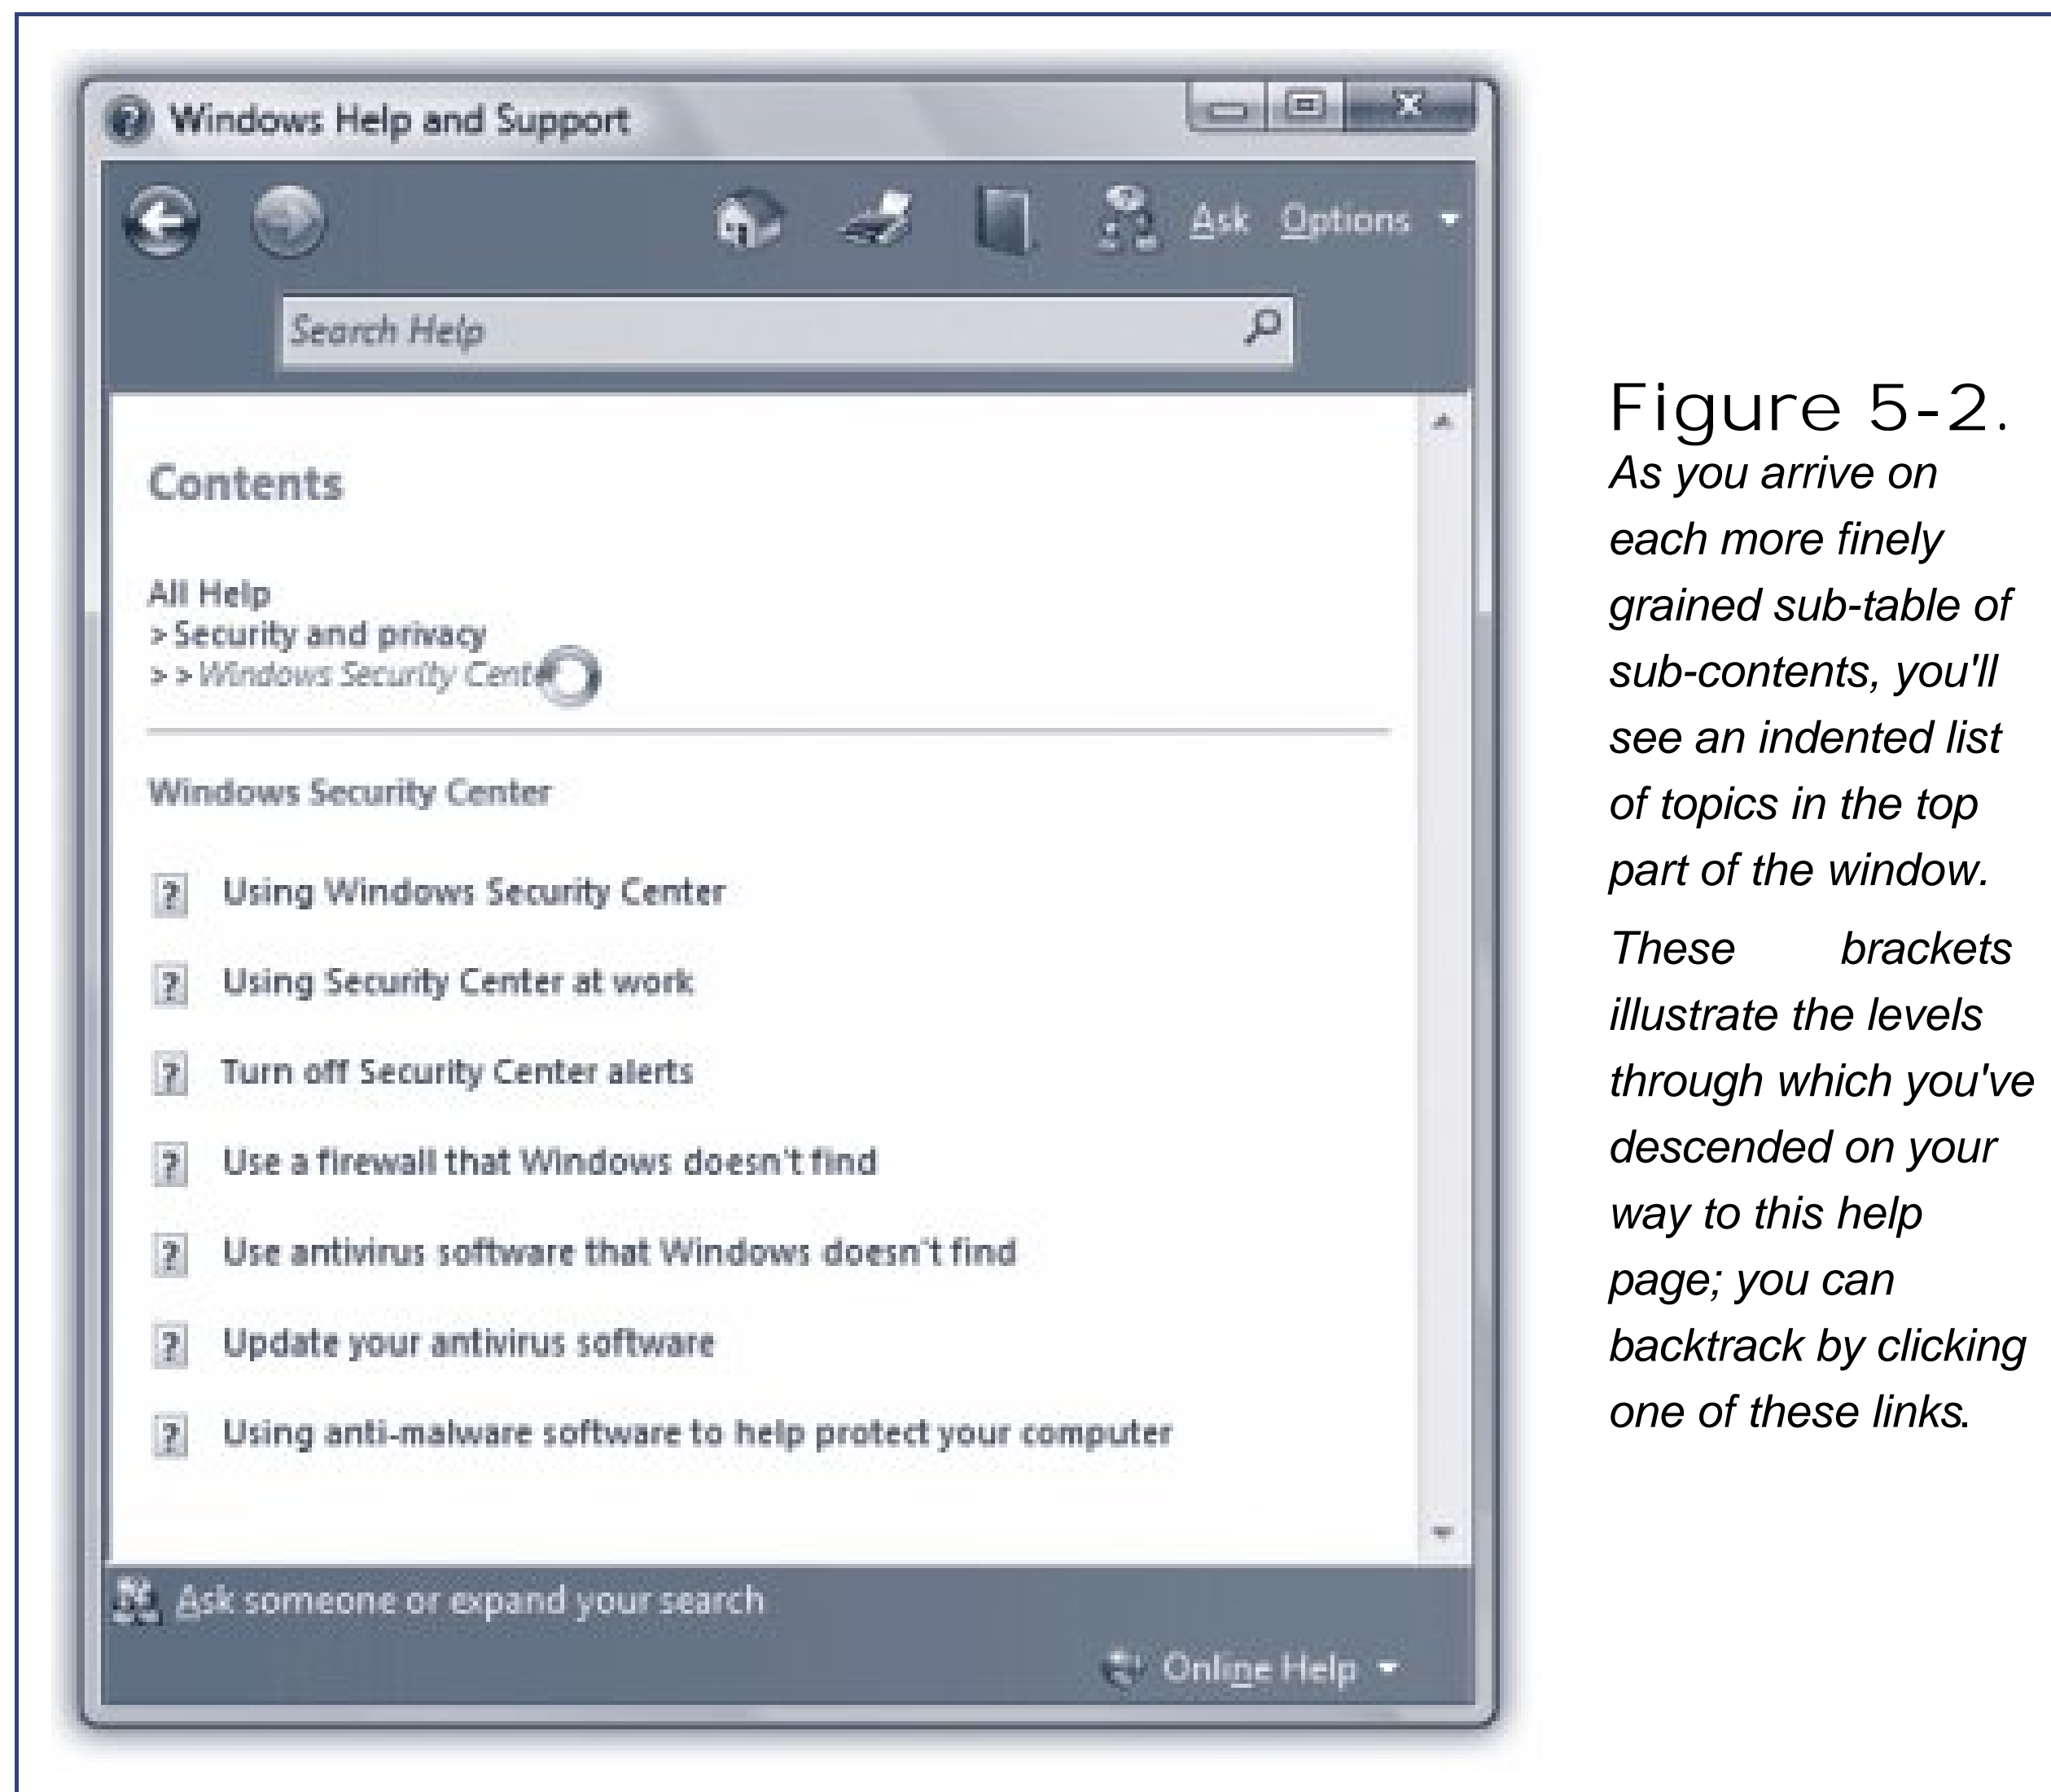 Windows Help and Support
Ask Options
Search Help
Contents
All Help
> Security and privacy
> > Windows Security Cente
Windows Security Center
? Using Windows Security Center
? Using Security Center at work
? Turn off Security Center alerts
? Use a firewall that Windows doesn't find
? Use antivirus software that Windows doesn't find
? Update your antivirus software
? Using anti-malware software to help protect your computer
Ask someone or expand your search
Online Help
Figure 5-2.
As you arrive on
each more finely
grained sub-table of
sub-contents, you'll
see an indented list
of topics in the top
part of the window.
These brackets
illustrate the levels
through which you've
descended on your
way to this help
page; you can
backtrack by clicking
one of these links.